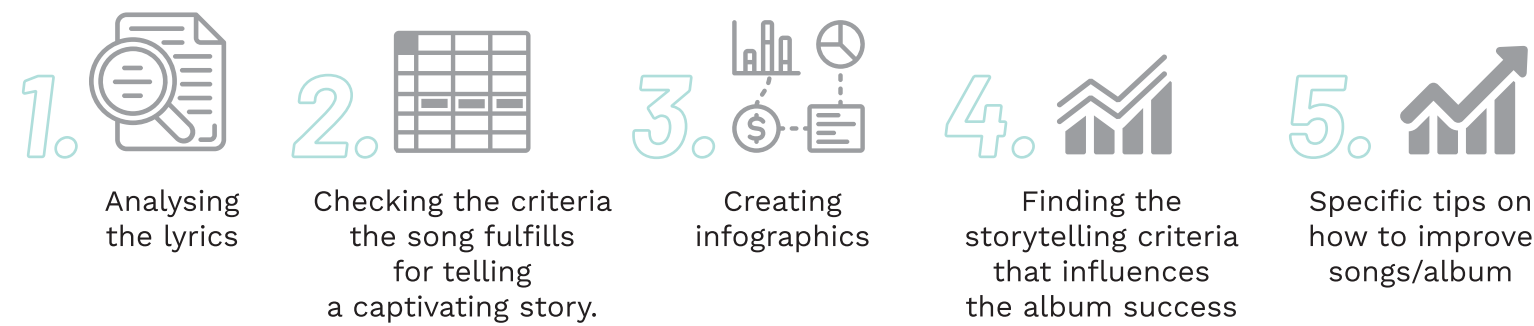 1.
Analysing
the lyrics
2.
Checking the criteria
the song fulfills
for telling
a captivating story.
3.
$
Creating
infographics
4.
Finding the
storytelling criteria
that influences
the album success
5.
Specific tips on
how to improve
songs/album